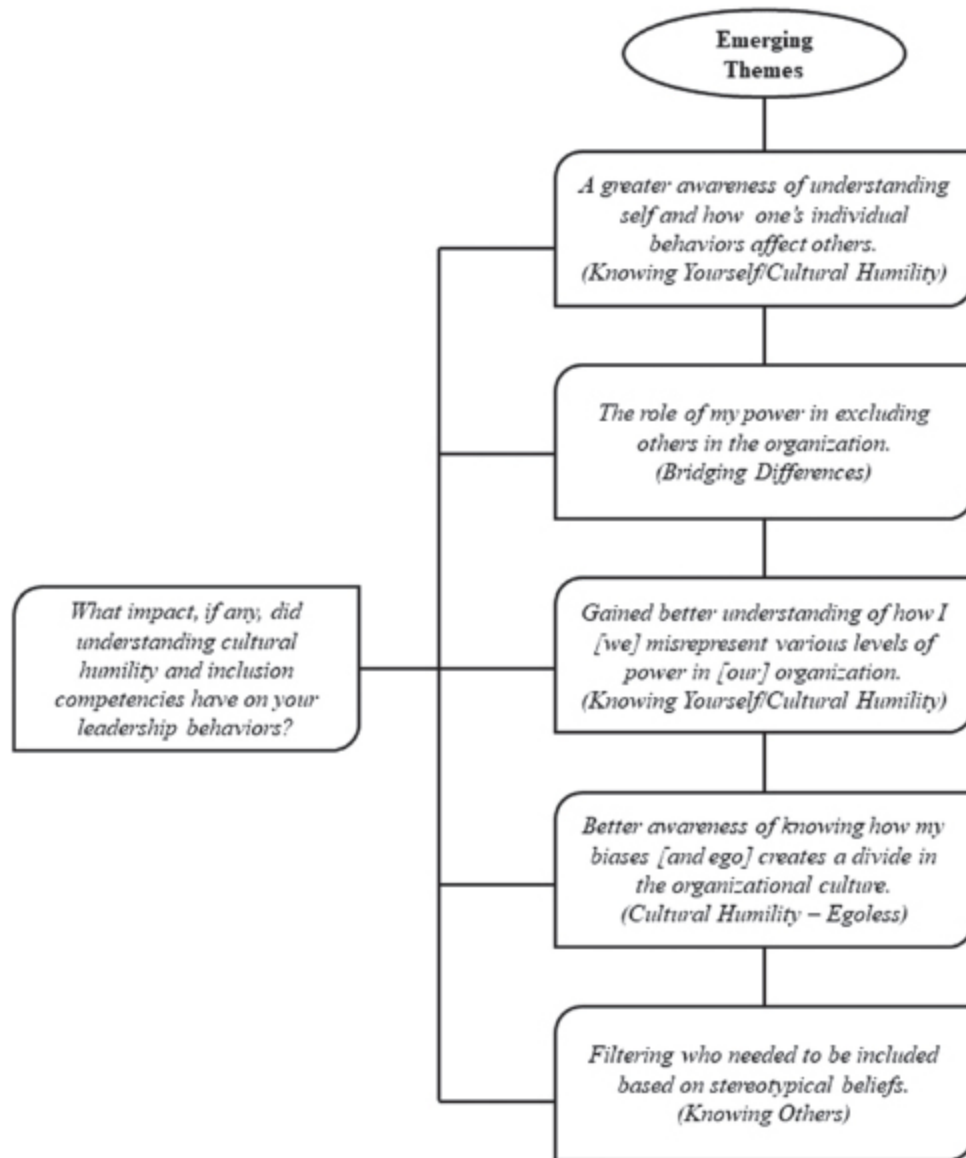 Emerging
Themes
A greater awareness of understanding
self and how one's individual
behaviors affect others.
(Knowing Yourself/Cultural Humility)
The role of my power in excluding
others in the organization.
(Bridging Differences)
What impact, if any, did
understanding cultural
humility and inclusion
competencies have on your
leadership behaviors?
Gained better understanding of how I
[we] misrepresent various levels of
power in [our] organization.
(Knowing Yourself/Cultural Humility)
Better awareness of knowing how my
biases [and ego] creates a divide in
the organizational culture.
(Cultural Humility – Egoless)
Filtering who needed to be included
based on stereotypical beliefs.
(Knowing Others)